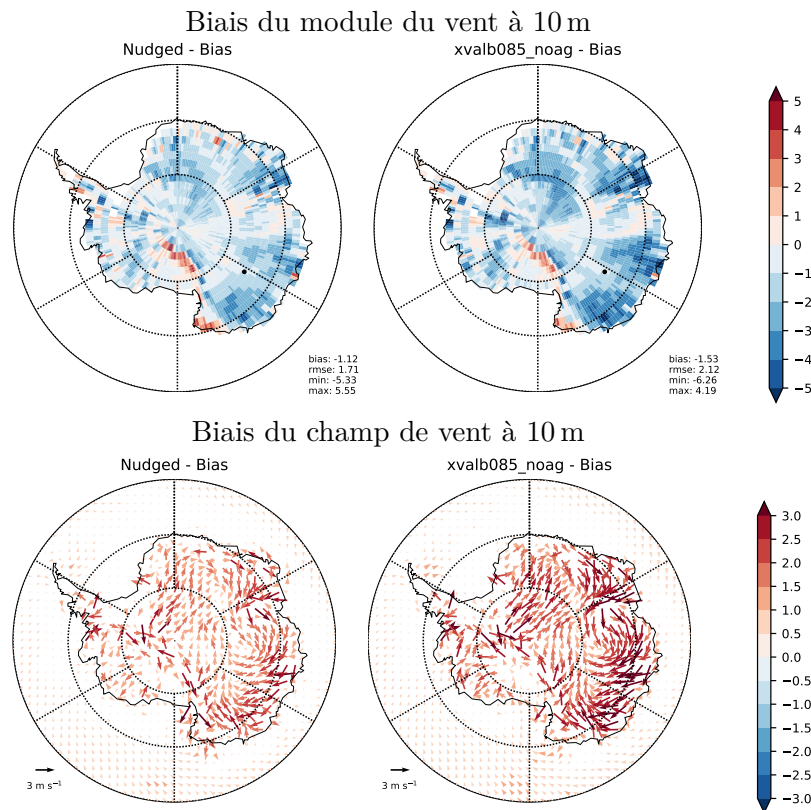 Biais du module du vent à 10 m
Nudged - Bias
xvalb085_noag - Bias
5
4
3
2
1
0
−1
−2
−3
−4
−5
bias: -1.12
rmse: 1.71
min: -5.33
max: 5.55
bias: -1.53
rmse: 2.12
min: -6.26
max: 4.19
Biais du champ de vent à 10 m
Nudged - Bias
xvalb085_noag - Bias
3.0
2.5
2.0
1.5
1.0
0.5
0.0
−0.5
−1.0
−1.5
−2.0
−2.5
−3.0
3 m s⁻¹
3 m s⁻¹